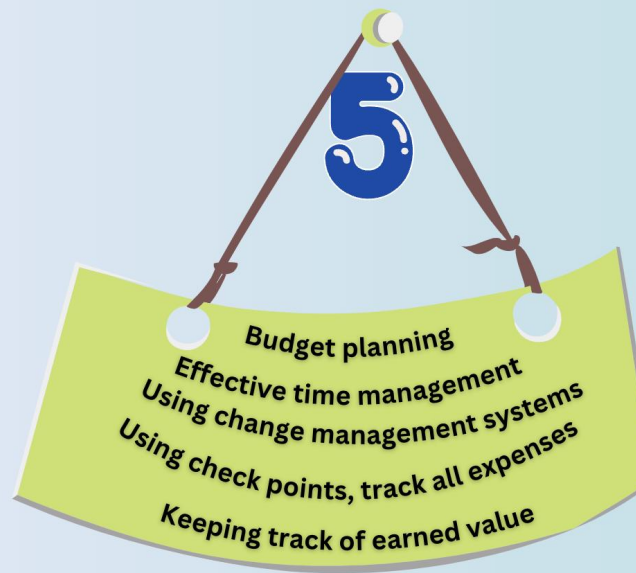 5
Budget planning
Effective time management
Using change management systems
Using check points, track all expenses
Keeping track of earned value